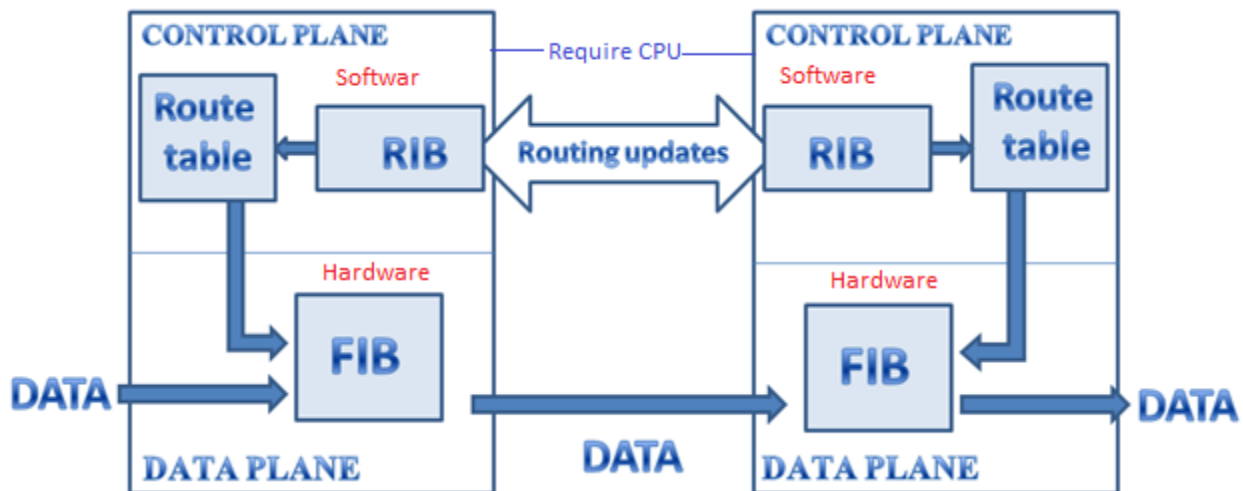 CONTROL PLANE
Require CPU
CONTROL PLANE
Softwar
Software
Route
table
RIB
Routing updates
RIB
Route
table
Hardware
Hardware
FIB
FIB
DATA
DATA
DATA
DATA PLANE
DATA PLANE